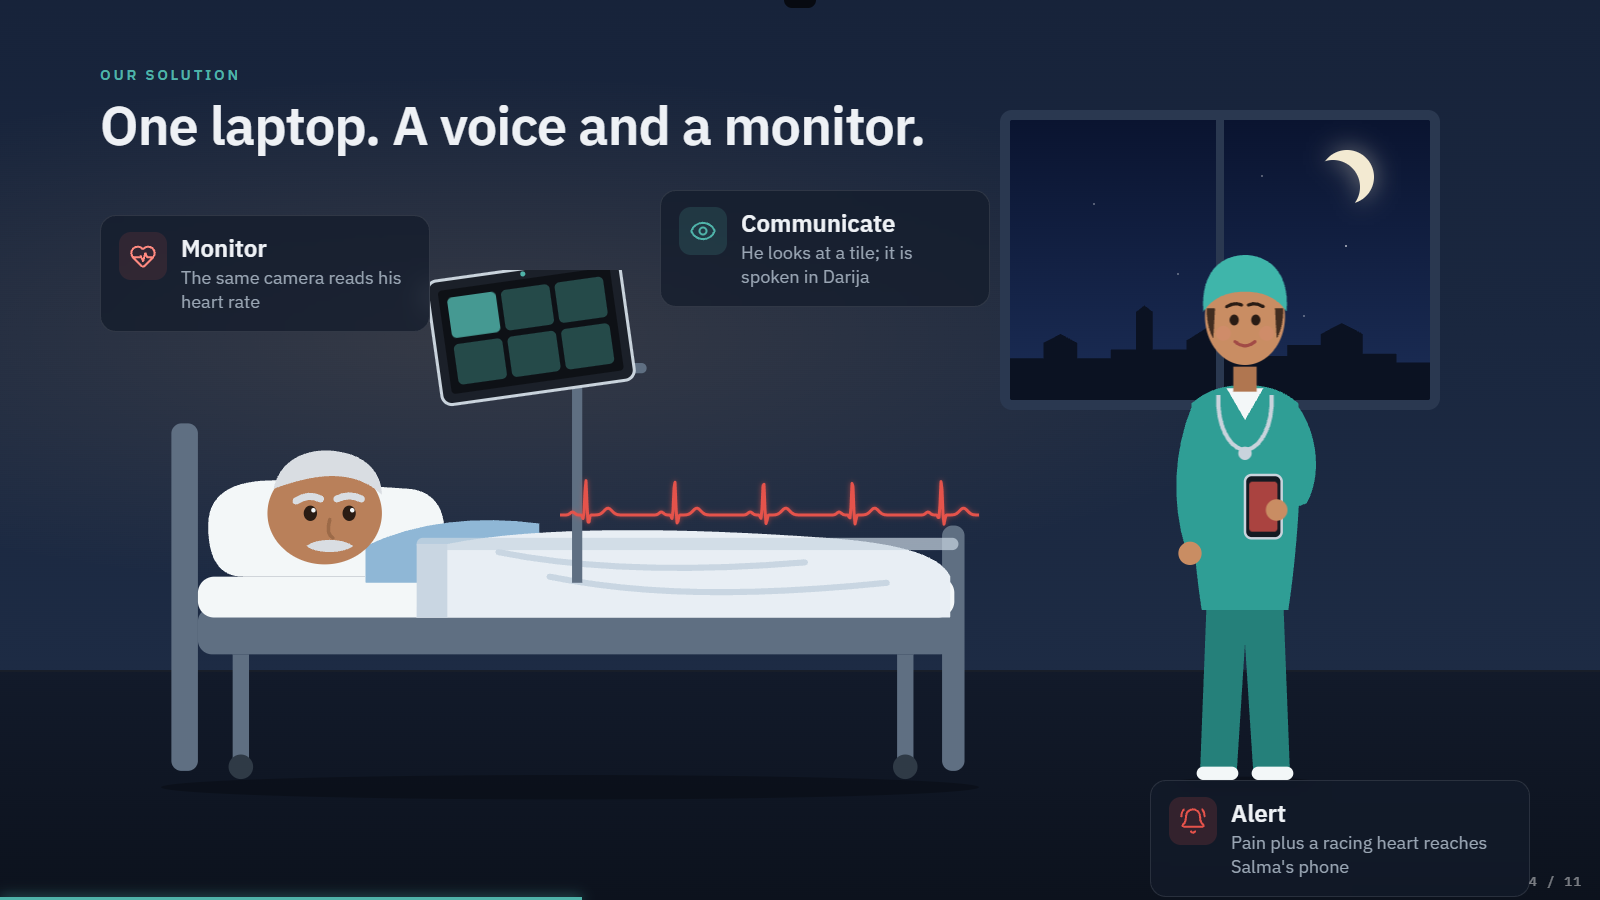 OUR SOLUTION
One laptop. A voice and a monitor.
Monitor
The same camera reads his
heart rate
Communicate
He looks at a tile; it is
spoken in Darija
Alert
Pain plus a racing heart reaches
Salma's phone
4 / 11